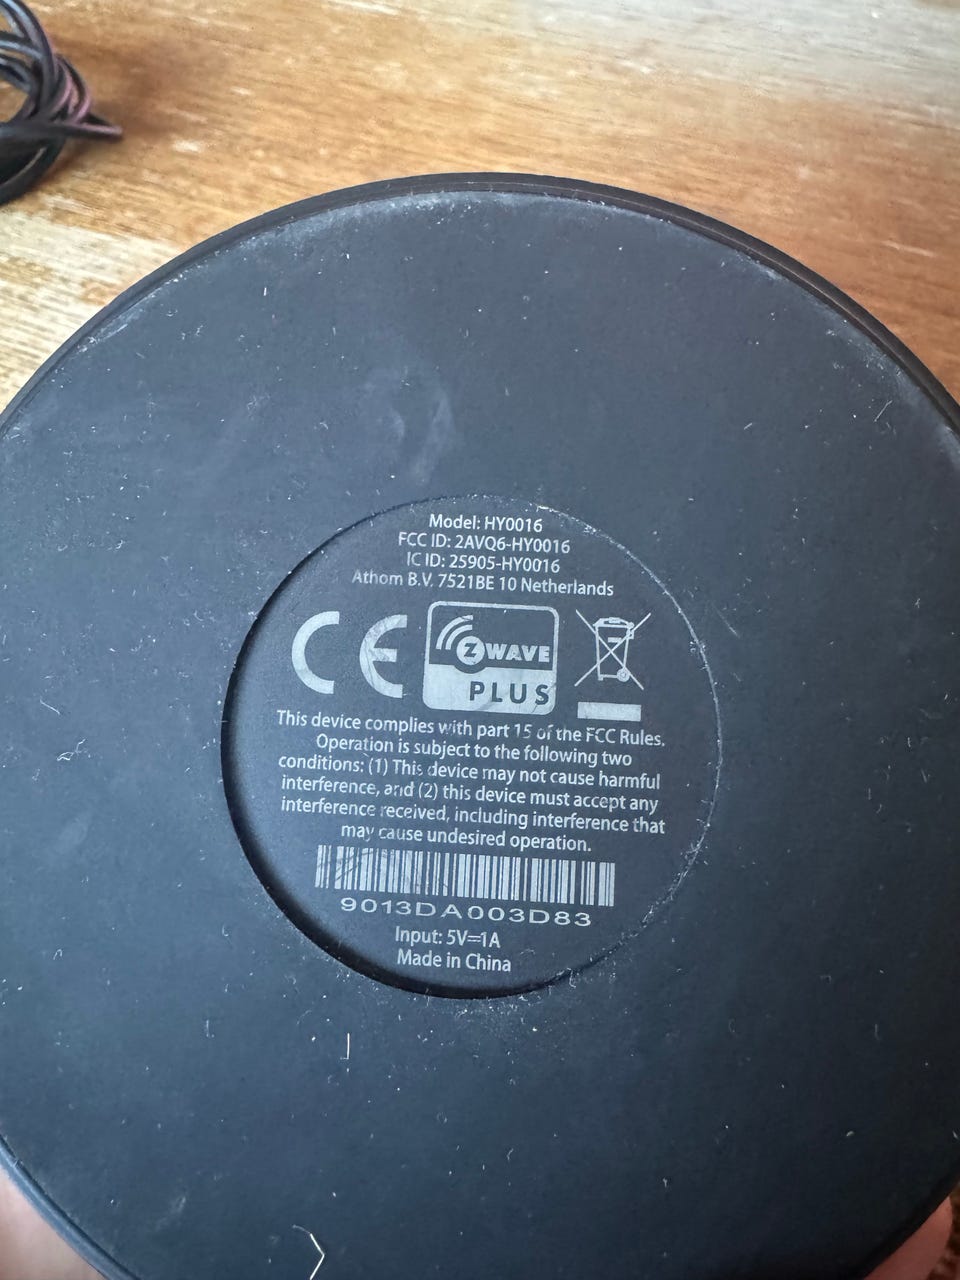 Model: HY0016
FCC ID: 2AVQ6-HY0016
IC ID: 25905-HY0016
Athom B.V. 7521BE 10 Netherlands
CE
Z WAVE
PLUS
This device complies with part 15 of the FCC Rules.
Operation is subject to the following two
conditions: (1) This device may not cause harmful
interference, and (2) this device must accept any
interference received, including interference that
may cause undesired operation.
9013DA003D83
Input: 5V⎓1A
Made in China